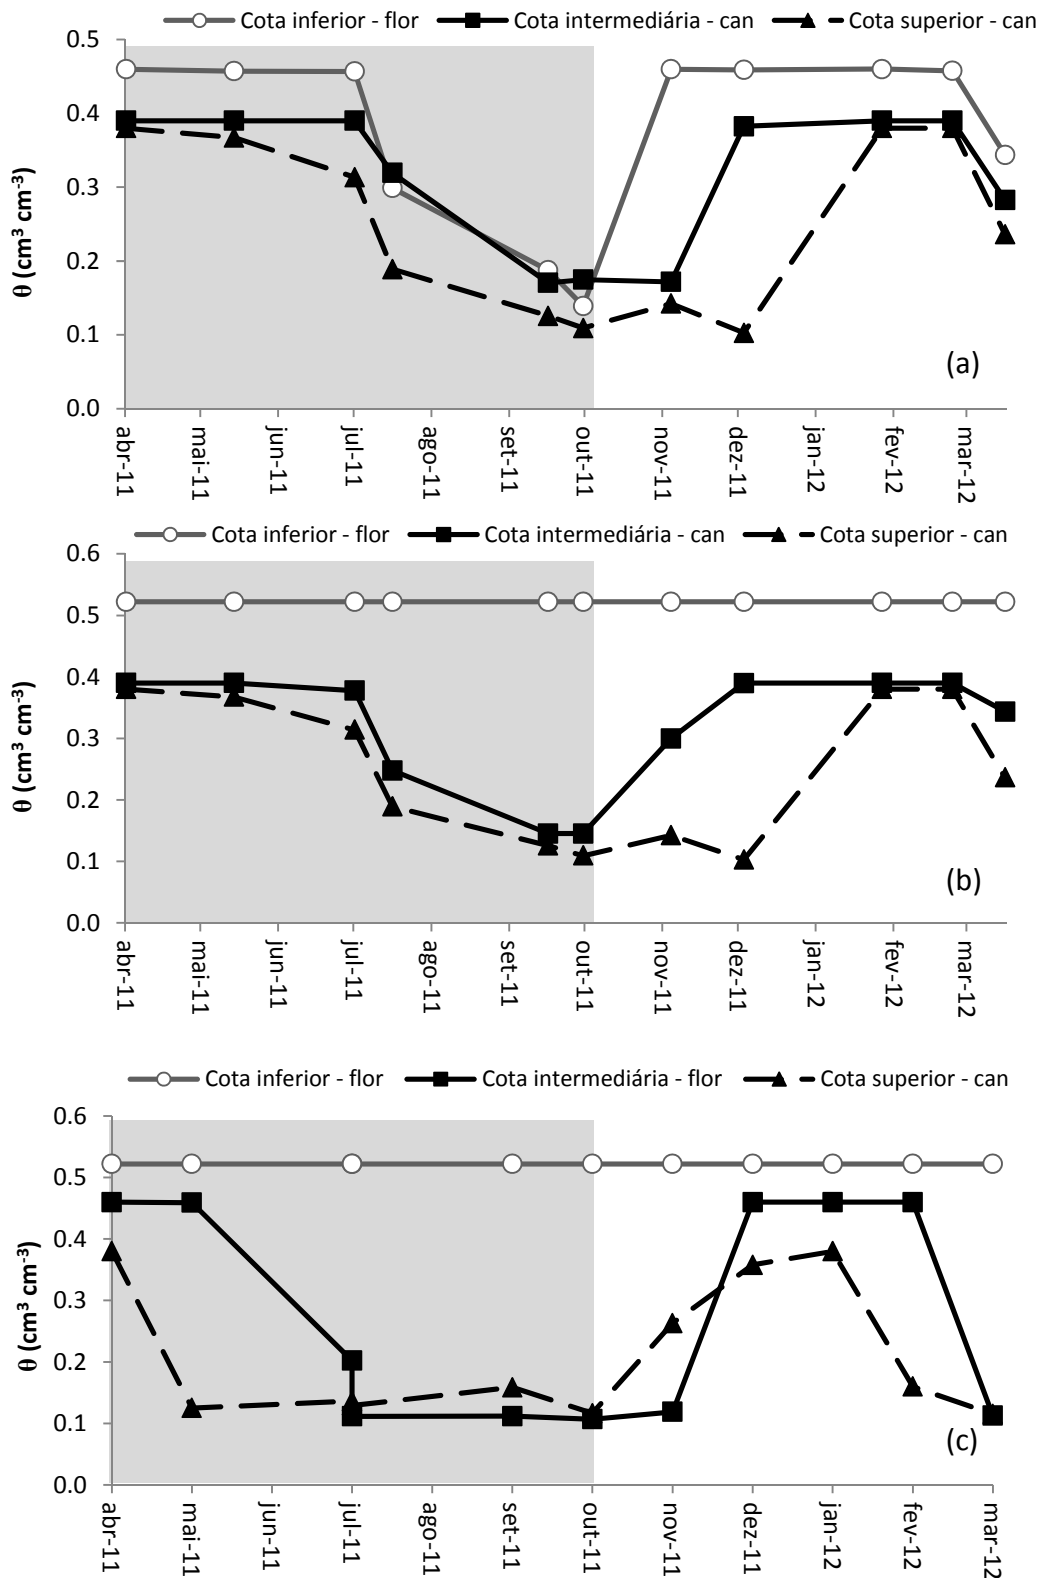 Cota inferior - flor Cota intermediária - can Cota superior - can
0.5
0.4
0.3
0.2
0.1
0.0
θ (cm³ cm⁻³)
(a)
abr-11 mai-11 jun-11 jul-11 ago-11 set-11 out-11 nov-11 dez-11 jan-12 fev-12 mar-12
Cota inferior - flor Cota intermediária - can Cota superior - can
0.6
0.5
0.4
0.3
0.2
0.1
0.0
θ (cm³ cm⁻³)
(b)
abr-11 mai-11 jun-11 jul-11 ago-11 set-11 out-11 nov-11 dez-11 jan-12 fev-12 mar-12
Cota inferior - flor Cota intermediária - flor Cota superior - can
0.6
0.5
0.4
0.3
0.2
0.1
0.0
θ (cm³ cm⁻³)
(c)
abr-11 mai-11 jun-11 jul-11 ago-11 set-11 out-11 nov-11 dez-11 jan-12 fev-12 mar-12